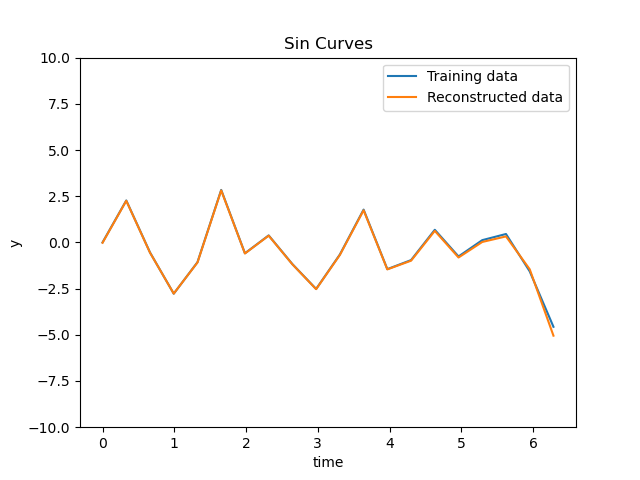 Sin Curves
Training data
Reconstructed data
10.0
7.5
5.0
2.5
0.0
−2.5
−5.0
−7.5
−10.0
y
0 1 2 3 4 5 6
time